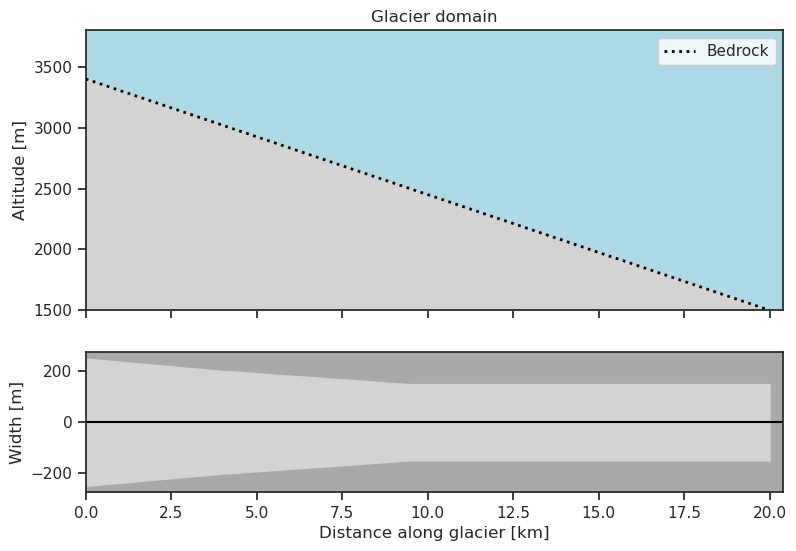 Glacier domain
Bedrock
Altitude [m]
3500
3000
2500
2000
1500
Width [m]
200
0
−200
0.0 2.5 5.0 7.5 10.0 12.5 15.0 17.5 20.0
Distance along glacier [km]